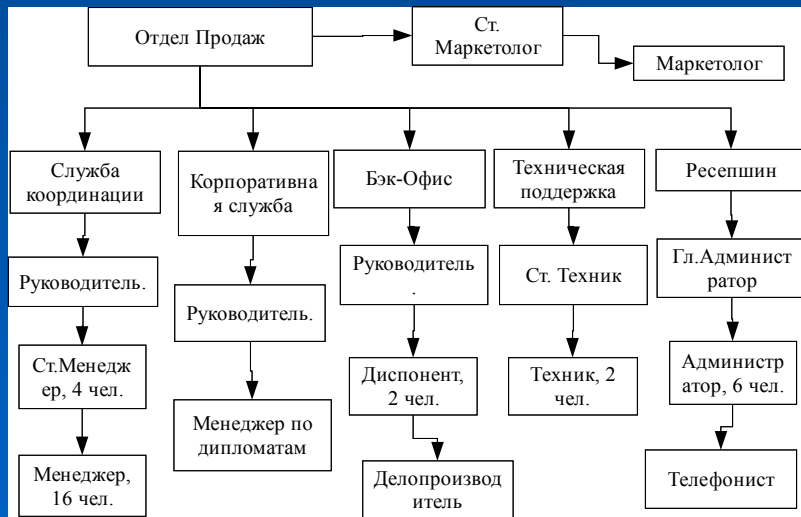 Отдел Продаж
Ст.
Маркетолог
Маркетолог
Служба
координации
Руководитель.
Ст.Менедж
ер, 4 чел.
Менеджер,
16 чел.
Корпоративна
я служба
Руководитель.
Менеджер по
дипломатам
Бэк-Офис
Руководитель
.
Диспонент,
2 чел.
Делопроизвод
итель
Техническая
поддержка
Ст. Техник
Техник, 2
чел.
Ресепшин
Гл.Админист
ратор
Администр
атор, 6 чел.
Телефонист